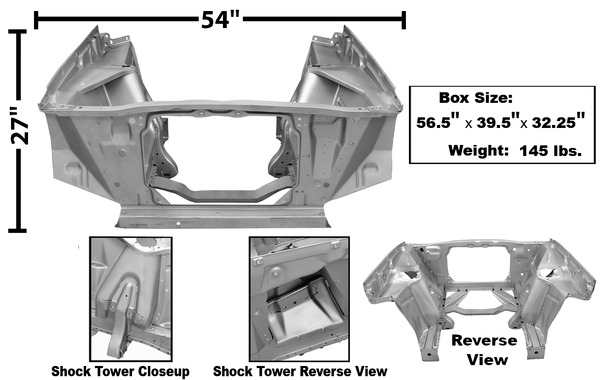 54"
27"
Box Size:
56.5" x 39.5" x 32.25"
Weight: 145 lbs.
Shock Tower Closeup
Shock Tower Reverse View
Reverse
View